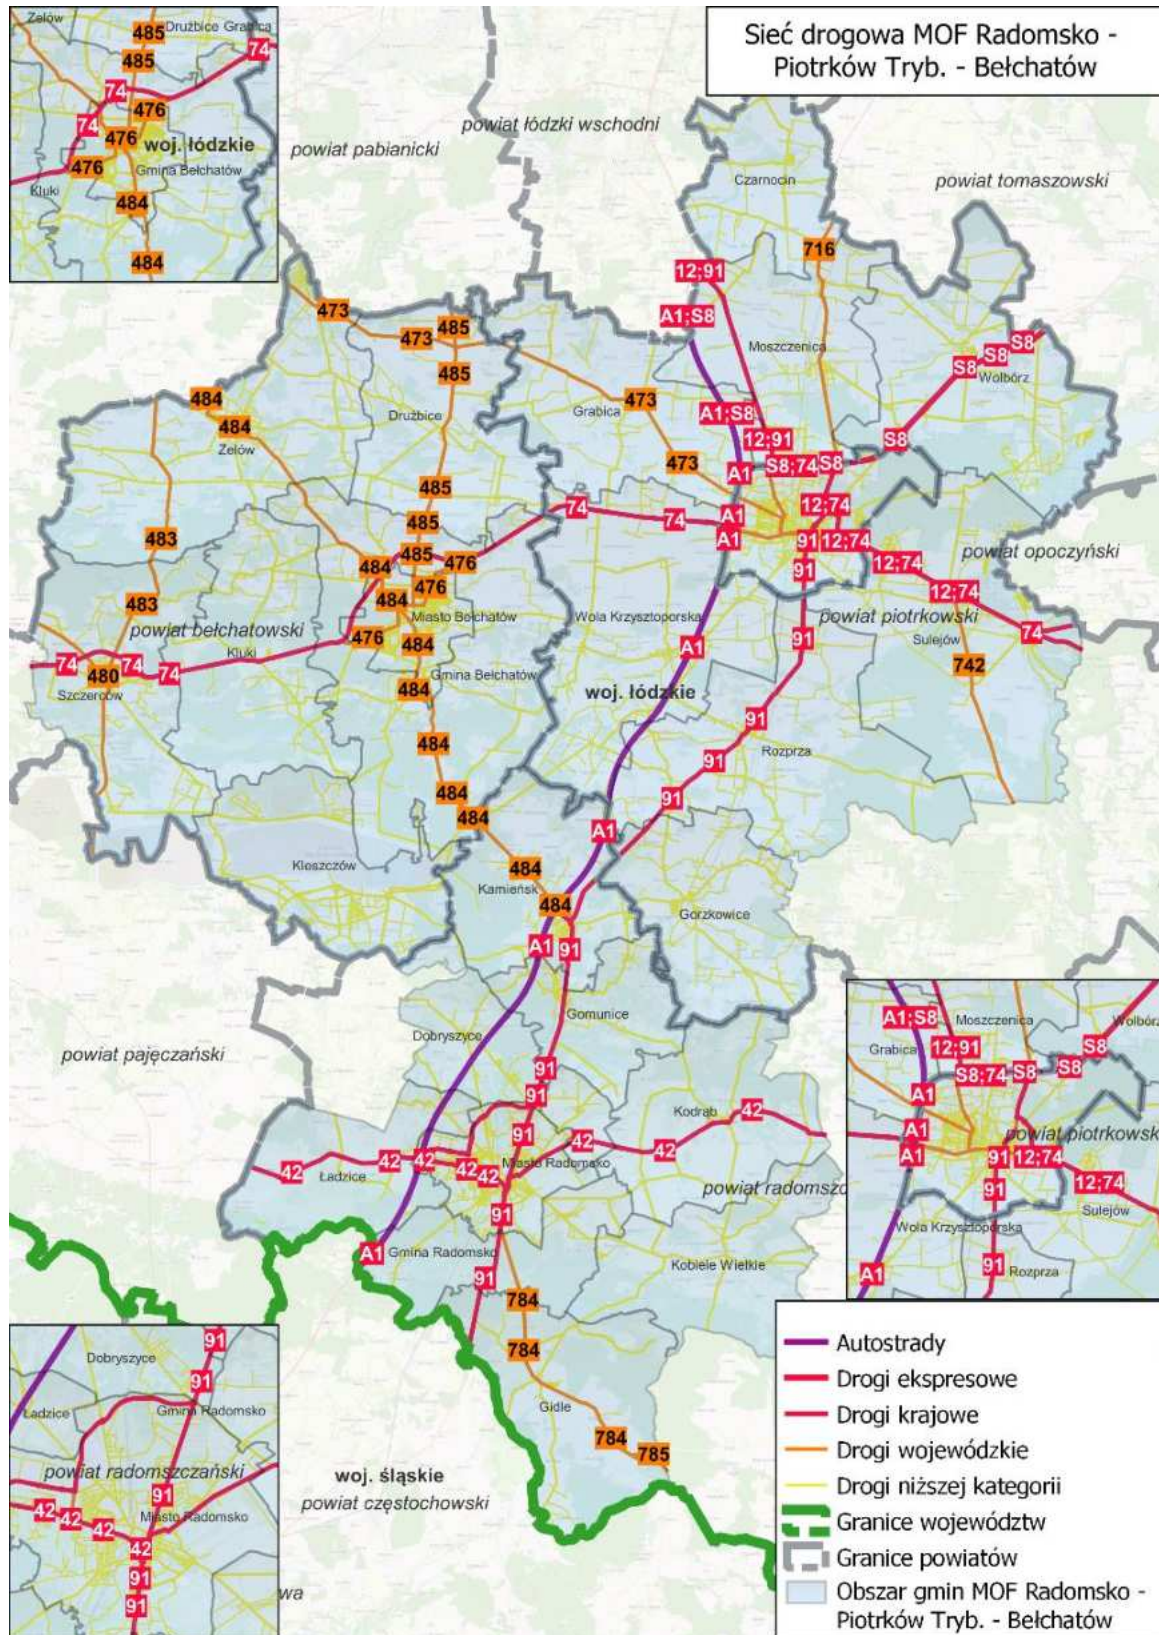 Sieć drogowa MOF Radomsko -
Piotrków Tryb. - Bełchatów
Zelów
485
Drużbice Grabica
485
74
74
476
74
476
woj. łódzkie
476
Gmina Bełchatów
Kluki
484
484
powiat łódzki wschodni
powiat pabianicki
Czarnocin
powiat tomaszowski
716
12;91
A1;S8
473
485
473
Moszczenica
S8
S8
S8
Wolbórz
485
484
473
A1;S8
Drużbice
Grabica
484
Zelów
12;91
S8
473
S8;74
S8
A1
485
74
12;74
A1
74
485
483
A1
91
12;74
485
476
powiat opoczyński
484
91
12;74
476
12;74
483
484
Wola Krzysztoporska
powiat piotrkowski
Miasto Bełchatów
powiat bełchatowski
74
476
91
Sulejów
484
A1
Kluki
74
74
742
480
74
Gmina Bełchatów
484
woj. łódzkie
Szczerców
91
484
Rozprza
91
484
91
484
A1
Kleszczów
484
Kamieńsk
484
Gorzkowice
A1
91
Gomunice
Dobryszyce
powiat pajęczański
91
91
Kodrąb
42
91
42
42
42
42
42
Miasto Radomsko
42
42
Ładzice
powiat radomszc
91
A1
Gmina Radomsko
Kobiele Wielkie
91
784
784
Gidle
784
785
woj. śląskie
powiat częstochowski
wa
A1;S8
Moszczenica
Wolbórz
Grabica
12;91
S8
S8;74
S8
S8
A1
A1
powiat piotrkowsk
A1
91
12;74
91
12;74
Sulejów
Wola Krzysztoporska
91
Rozprza
A1
91
Dobryszyce
91
Ładzice
Gmina Radomsko
powiat radomszczański
91
42
42
42
Miasto Radomsko
42
91
91
Autostrady
Drogi ekspresowe
Drogi krajowe
Drogi wojewódzkie
Drogi niższej kategorii
Granice województw
Granice powiatów
Obszar gmin MOF Radomsko -
Piotrków Tryb. - Bełchatów